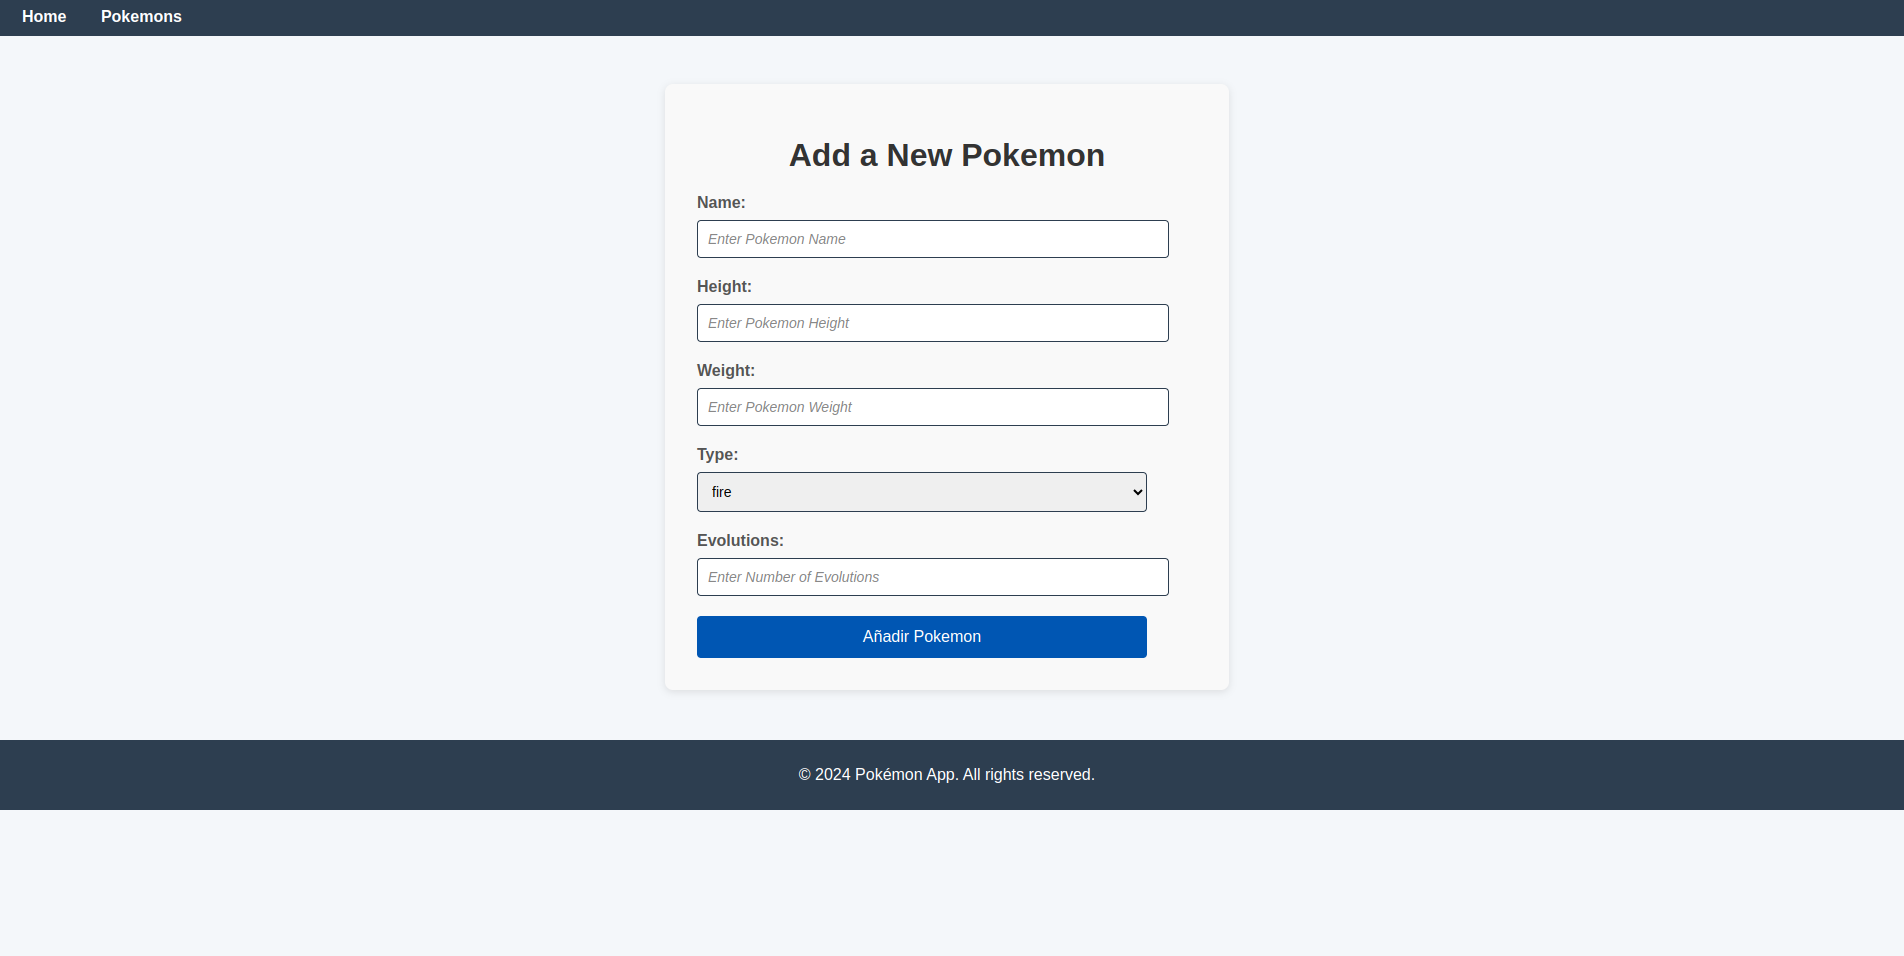 Home Pokemons
Add a New Pokemon
Name:
Enter Pokemon Name
Height:
Enter Pokemon Height
Weight:
Enter Pokemon Weight
Type:
fire
Evolutions:
Enter Number of Evolutions
Añadir Pokemon
© 2024 Pokémon App. All rights reserved.